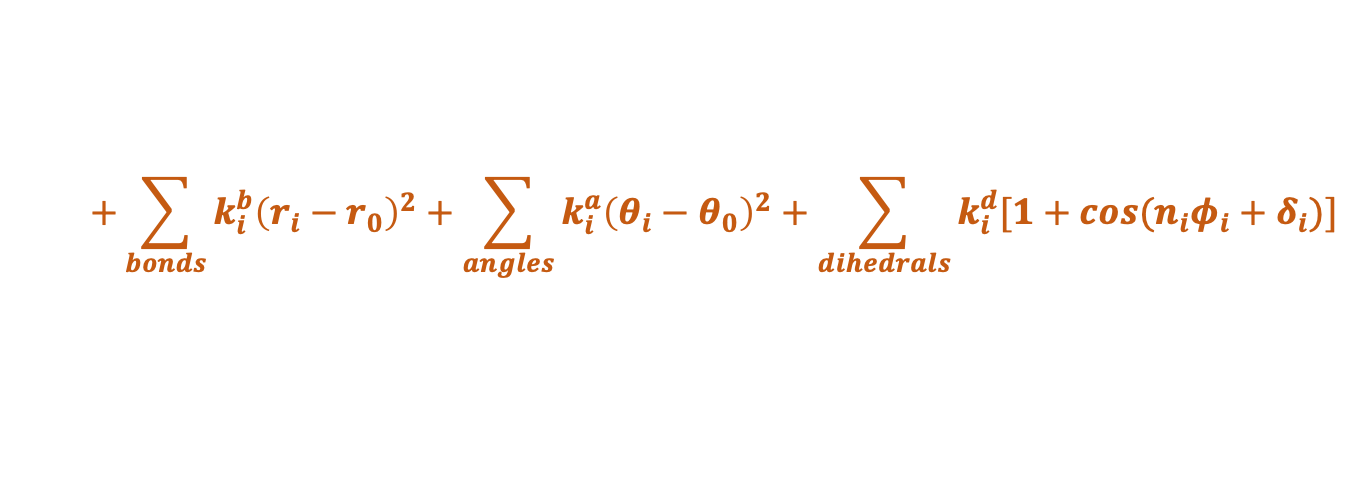 + ∑_{bonds} k_i^b(r_i − r_0)^2 + ∑_{angles} k_i^a(θ_i − θ_0)^2 + ∑_{dihedrals} k_i^d[1 + cos(n_iϕ_i + δ_i)]